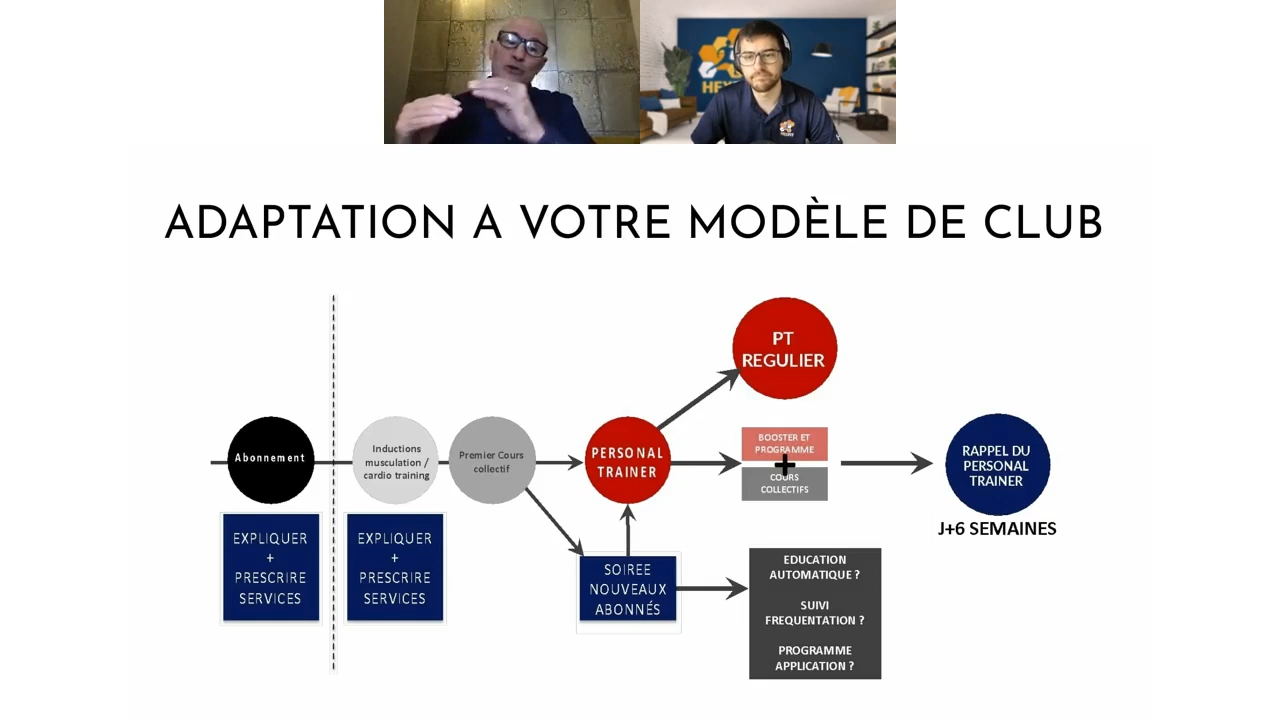 ADAPTATION A VOTRE MODÈLE DE CLUB
PT
REGULIER
Abonnement
Inductions
musculation /
cardio training
Premier Cours
collectif
PERSONAL
TRAINER
BOOSTER ET
PROGRAMME
+
COURS
COLLECTIFS
RAPPEL DU
PERSONAL
TRAINER
J+6 SEMAINES
EXPLIQUER
+
PRESCRIRE
SERVICES
EXPLIQUER
+
PRESCRIRE
SERVICES
SOIREE
NOUVEAUX
ABONNÉS
EDUCATION
AUTOMATIQUE ?
SUIVI
FREQUENTATION ?
PROGRAMME
APPLICATION ?